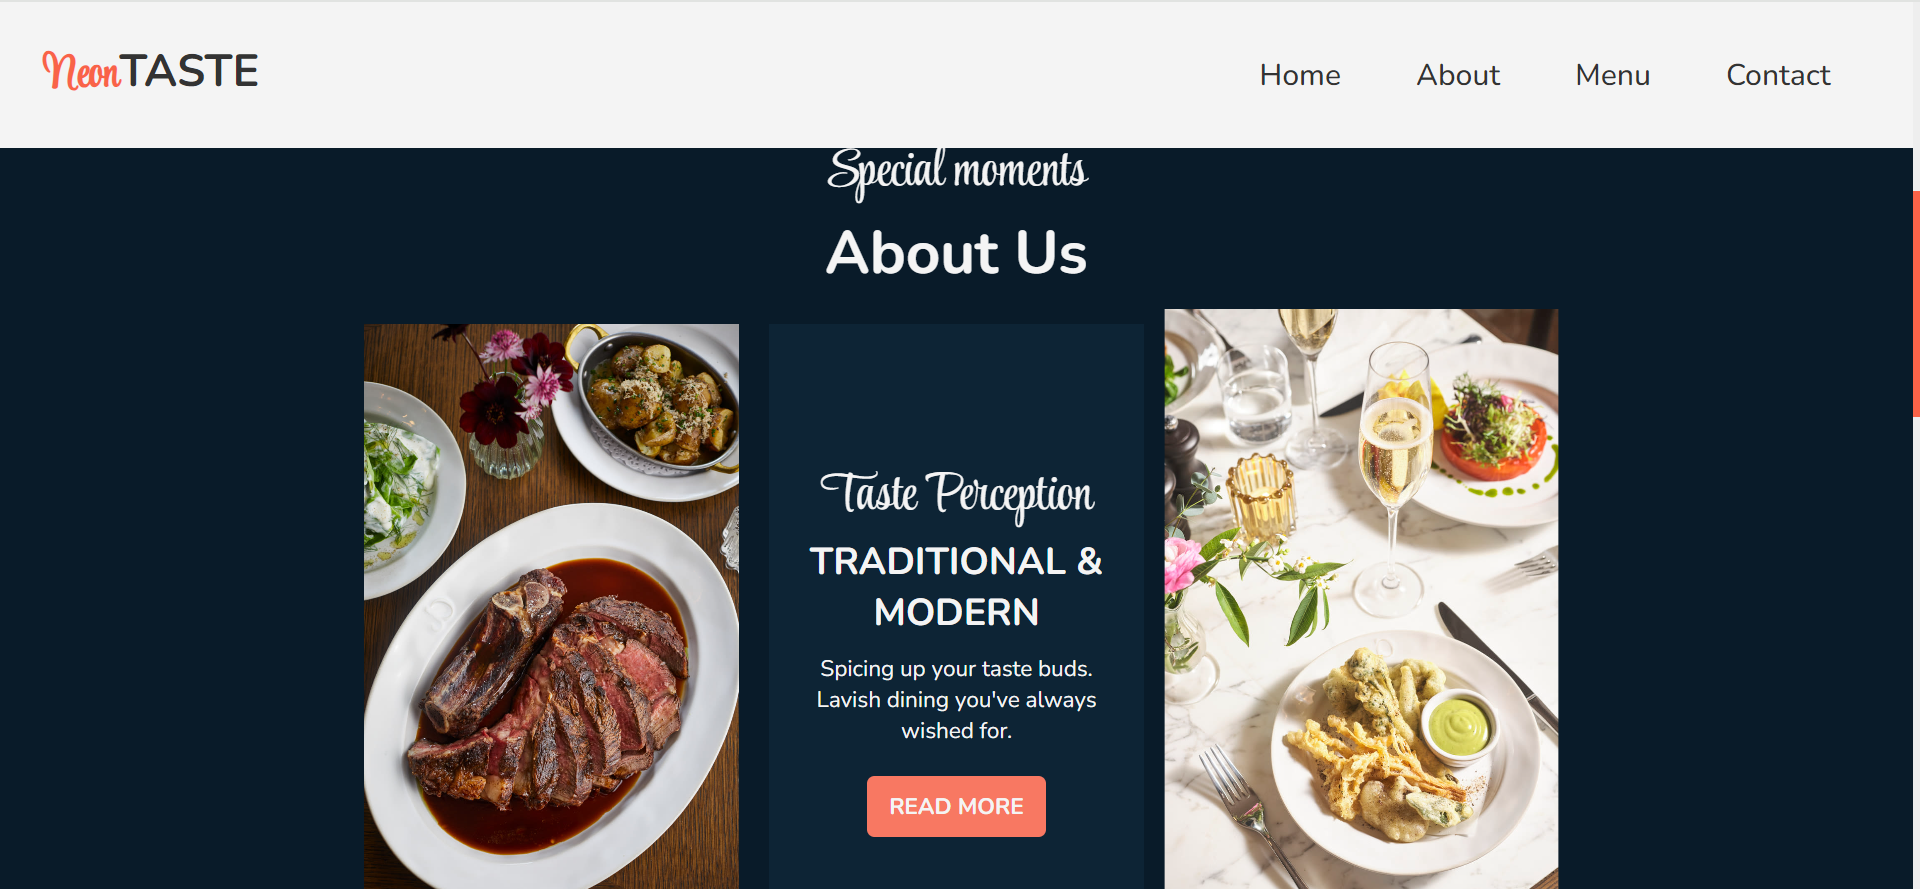 NeonTASTE
Home About Menu Contact
Special moments
About Us
Taste Perception
TRADITIONAL &
MODERN
Spicing up your taste buds.
Lavish dining you've always
wished for.
READ MORE